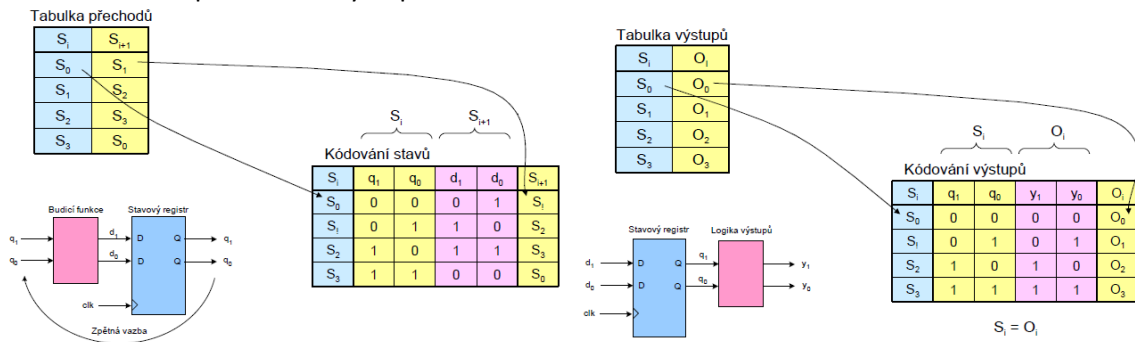 Tabulka přechodů
Si Si+1
S0 S1
S1 S2
S2 S3
S3 S0
Si Si+1
Kódování stavů
Si q1 q0 d1 d0 Si+1
S0 0 0 0 1 S!
S! 0 1 1 0 S2
S2 1 0 1 1 S3
S3 1 1 0 0 S0
Budicí funkce Stavový registr
q1 d1 D Q q1
q0 d0 D Q q0
clk
Zpětná vazba
Tabulka výstupů
Si Oi
S0 O0
S1 O1
S2 O2
S3 O3
Si Oi
Kódování výstupů
Si q1 q0 y1 y0 Oi
S0 0 0 0 0 O0
S! 0 1 0 1 O1
S2 1 0 1 0 O2
S3 1 1 1 1 O3
Si = Oi
Stavový registr Logika výstupů
d1 D Q q1 y1
d0 D Q q0 y0
clk